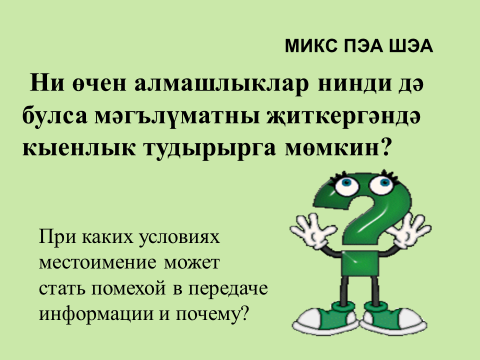 МИКС ПЭА ШЭА
Ни өчен алмашлыклар нинди дә
булса мәгълүматны җиткергәндә
кыенлык тудырырга мөмкин?
При каких условиях
местоимение может
стать помехой в передаче
информации и почему?